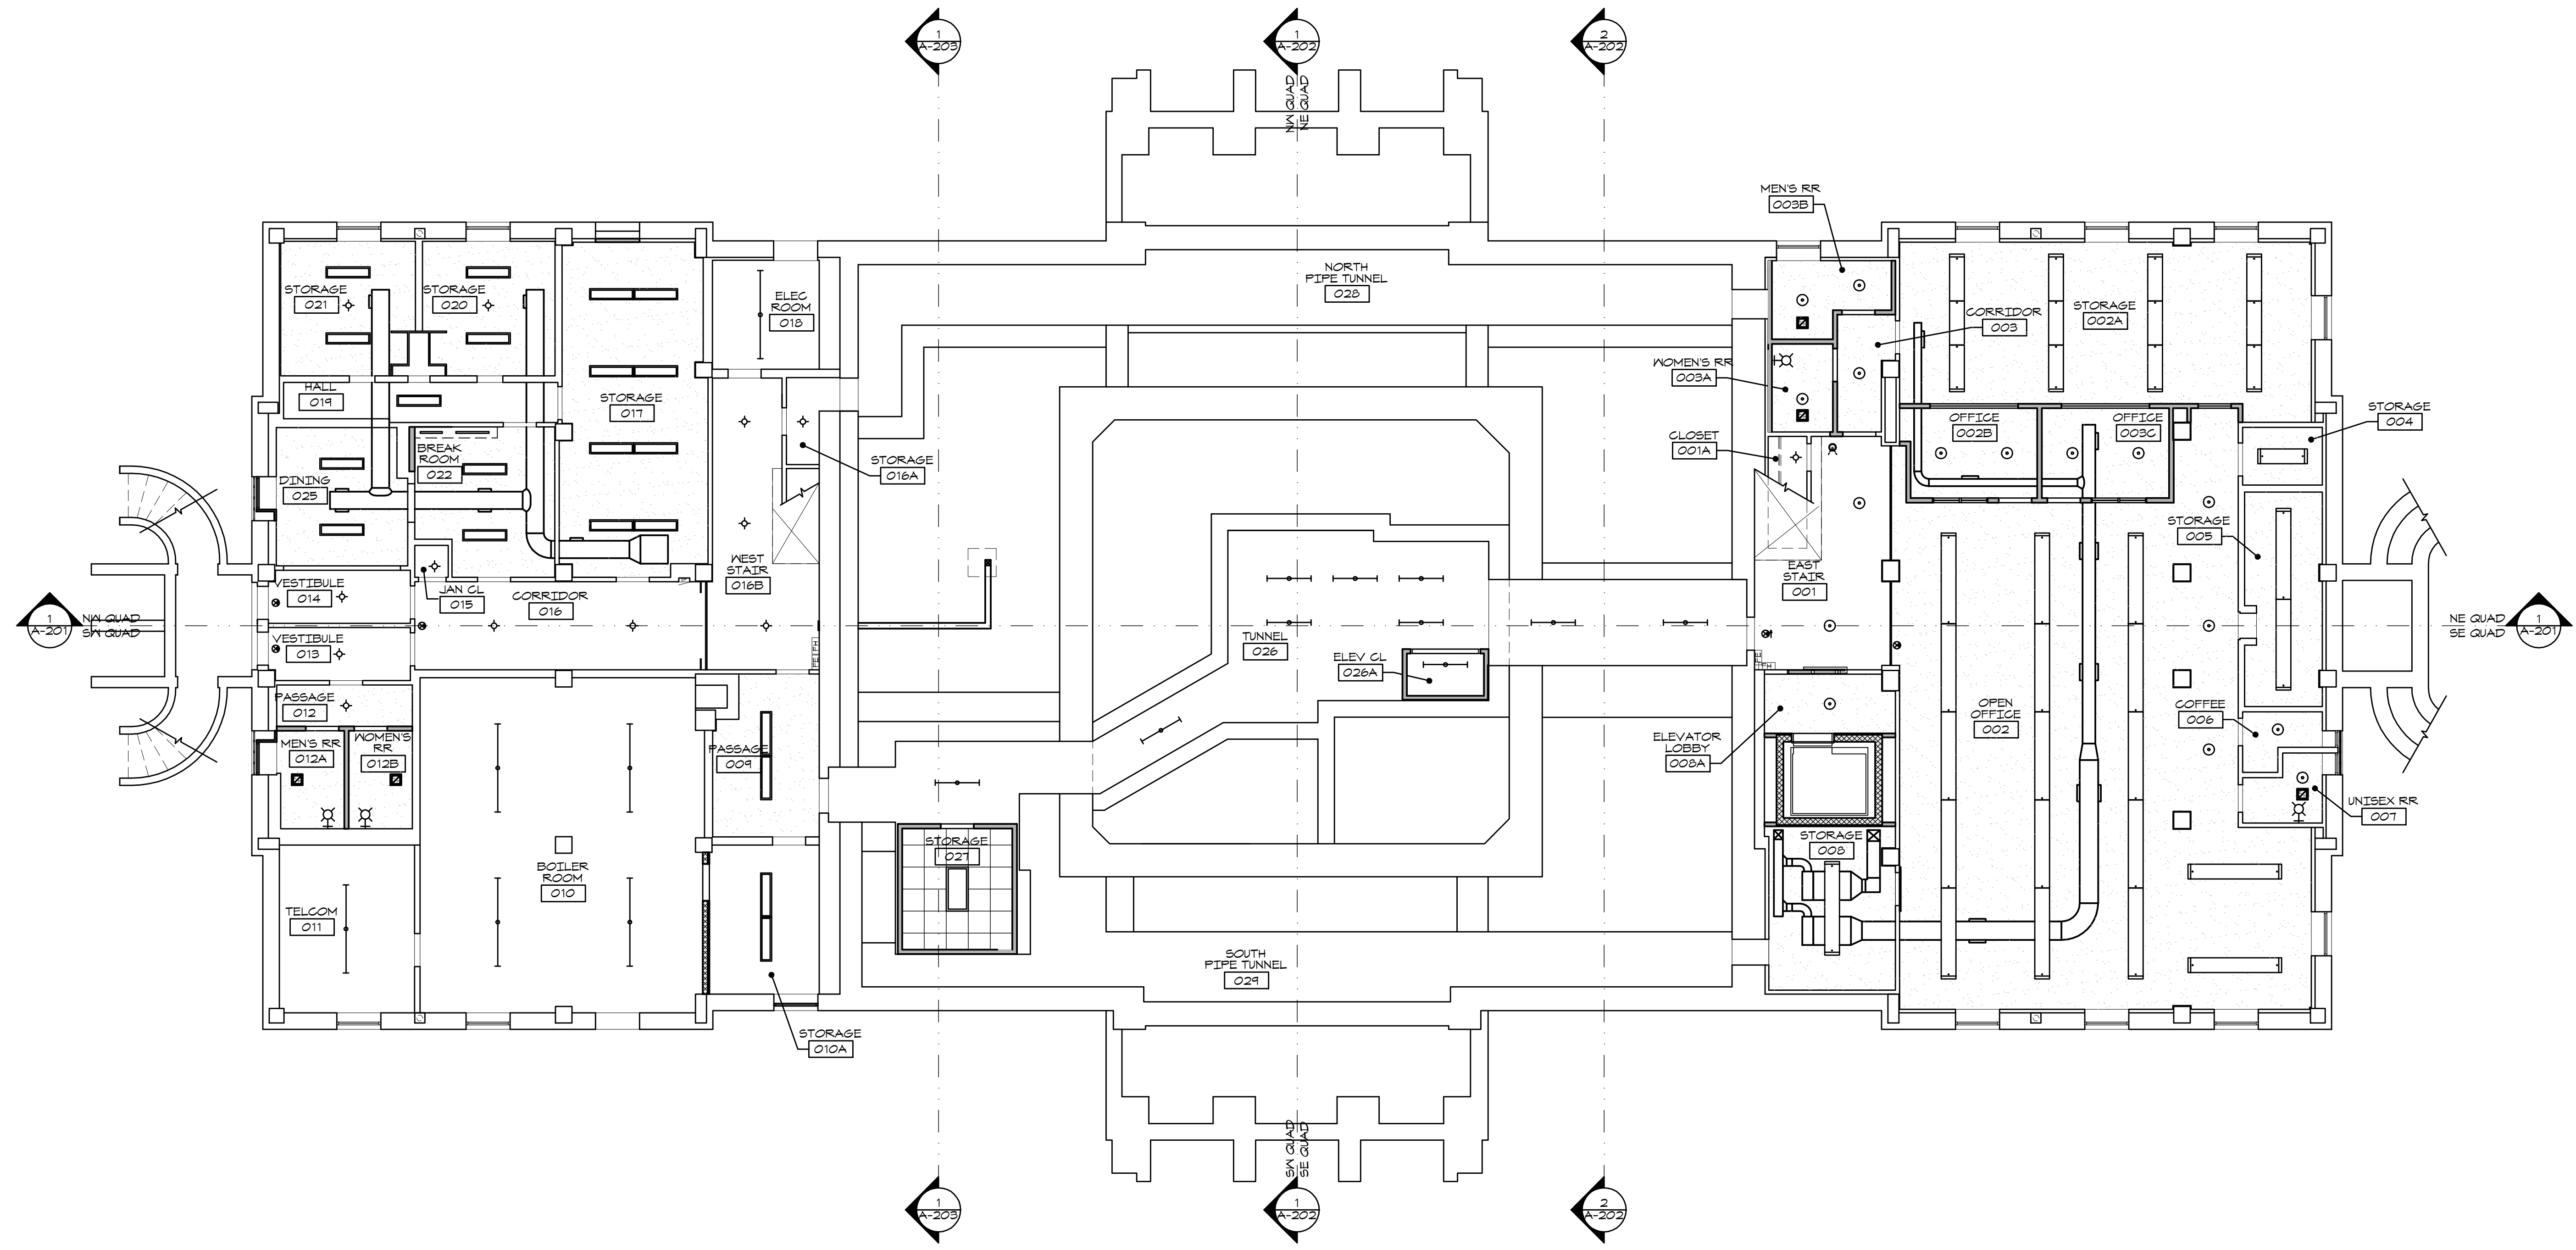 1
A-203
1
A-202
2
A-202
NW QUAD
NE QUAD
MEN'S RR
003B
NORTH
PIPE TUNNEL
028
STORAGE
021
STORAGE
020
ELEC
ROOM
018
CORRIDOR
003
STORAGE
002A
WOMEN'S RR
003A
HALL
019
STORAGE
017
OFFICE
002B
OFFICE
003C
STORAGE
004
CLOSET
001A
BREAK
ROOM
022
STORAGE
016A
DINING
025
STORAGE
005
WEST
STAIR
016B
EAST
STAIR
001
VESTIBULE
014
JAN CL
015
CORRIDOR
016
1
A-201
NW QUAD
SW QUAD
NE QUAD
SE QUAD
1
A-201
VESTIBULE
013
TUNNEL
026
ELEV CL
026A
FE
FH
FE
FH
PASSAGE
012
OPEN
OFFICE
002
COFFEE
006
MEN'S RR
012A
WOMEN'S
RR
012B
PASSAGE
009
ELEVATOR
LOBBY
008A
UNISEX RR
007
STORAGE
027
STORAGE
008
BOILER
ROOM
010
TELCOM
011
SOUTH
PIPE TUNNEL
029
STORAGE
010A
SW QUAD
SE QUAD
1
A-203
1
A-202
2
A-202